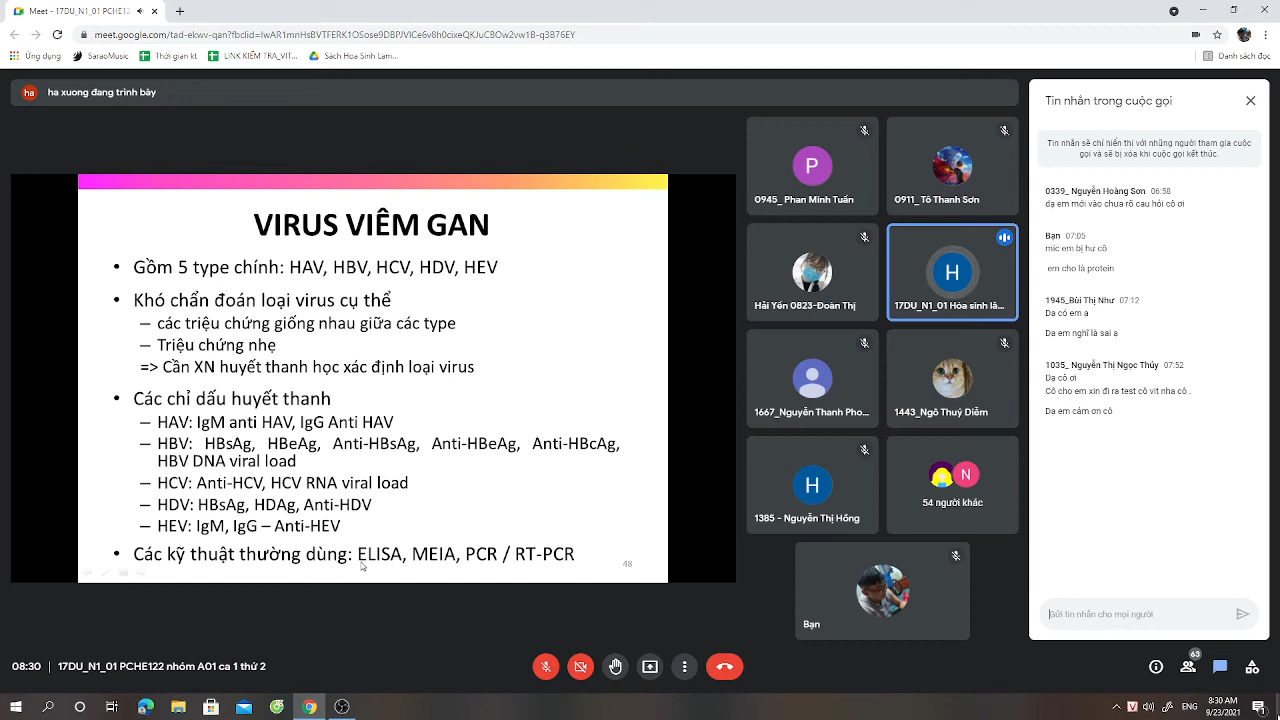 Meet - 17DU_N1_01 PCHE12
meet.google.com/tad-ekwv-qan?fbclid=IwAR1mnHsBVTFERK1OSose9DBPJVICe6v8h0cixeQKJuCBOw2vw1B-q3B76EY
Ứng dụng
SaraoMusic
Thời gian kt
LINK KIỂM TRA_VIT...
Sách Hoa Sinh Lam...
Danh sách đọc
ha
ha xuong đang trình bày
VIRUS VIÊM GAN
• Gồm 5 type chính: HAV, HBV, HCV, HDV, HEV
• Khó chẩn đoán loại virus cụ thể
– các triệu chứng giống nhau giữa các type
– Triệu chứng nhẹ
=> Cần XN huyết thanh học xác định loại virus
• Các chỉ dấu huyết thanh
– HAV: IgM anti HAV, IgG Anti HAV
– HBV: HBsAg, HBeAg, Anti-HBsAg, Anti-HBeAg, Anti-HBcAg,
HBV DNA viral load
– HCV: Anti-HCV, HCV RNA viral load
– HDV: HBsAg, HDAg, Anti-HDV
– HEV: IgM, IgG – Anti-HEV
• Các kỹ thuật thường dùng: ELISA, MEIA, PCR / RT-PCR
48
P
0945_ Phan Minh Tuấn
0911_ Tô Thanh Sơn
Hải Yến 0823-Đoàn Thị
H
17DU_N1_01 Hóa sinh lâ...
1667_Nguyễn Thanh Pho...
1443_Ngô Thuý Diễm
H
1385 - Nguyễn Thị Hồng
N
54 người khác
Bạn
Tin nhắn trong cuộc gọi
Tin nhắn sẽ chỉ hiển thị với những người tham gia cuộc
gọi và sẽ bị xóa khi cuộc gọi kết thúc.
0339_ Nguyễn Hoàng Sơn 06:58
dạ em mới vào chưa rõ cau hỏi cô ơi
Bạn 07:05
mic em bị hư cô
em cho là protein
1945_Bùi Thị Như 07:12
Dạ có em ạ
Dạ em nghĩ là sai ạ
1035_ Nguyễn Thị Ngọc Thúy 07:52
Dạ cô ơi
Cô cho em xin đi ra test cô vit nha cô .
Dạ em cảm ơn cô
Gửi tin nhắn cho mọi người
08:30 | 17DU_N1_01 PCHE122 nhóm A01 ca 1 thứ 2
63
8:30 AM
9/23/2021